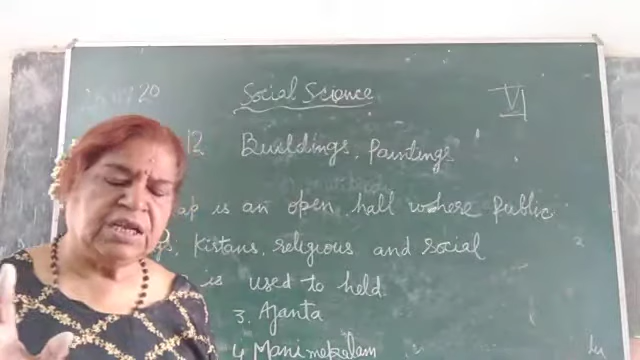 20 Social Science VI
12 Buildings, Paintings
ap is an open hall where public
s, Kirtans, religious and social
is used to held.
3. Ajanta
4. Manimekalam